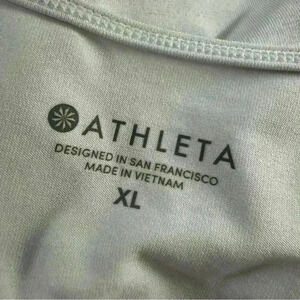 ATHLETA
DESIGNED IN SAN FRANCISCO
MADE IN VIETNAM
XL